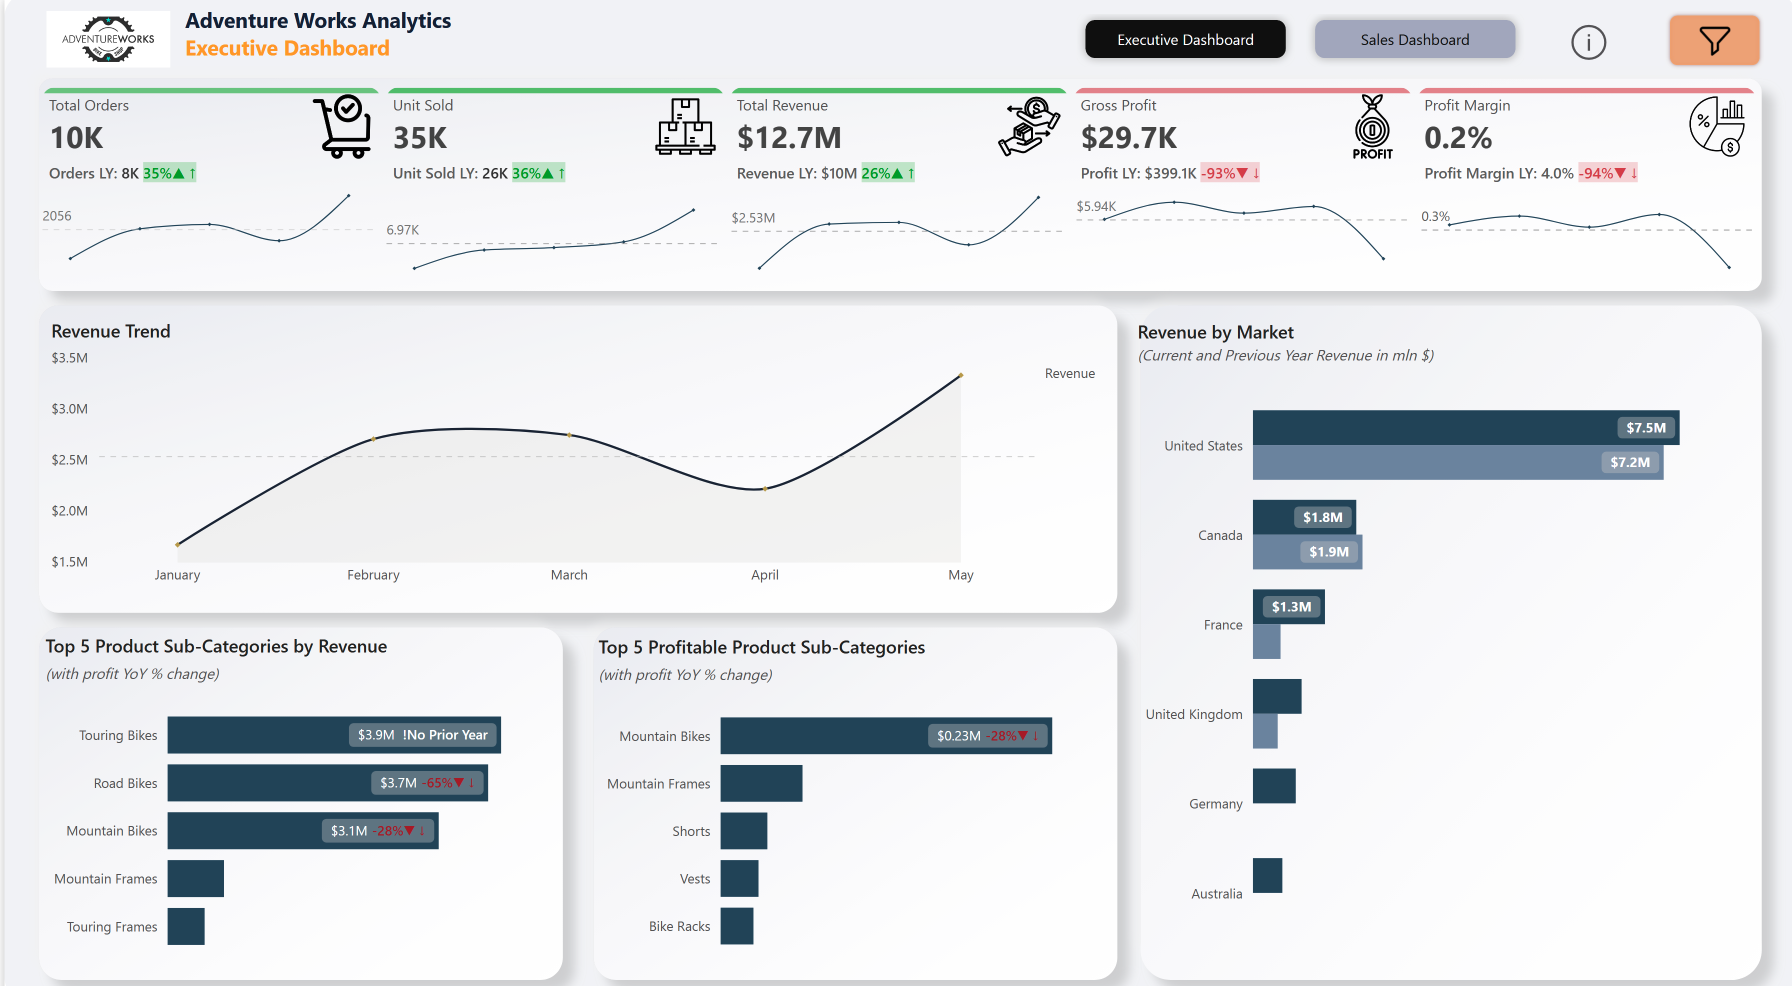 ADVENTUREWORKS
Adventure Works Analytics
Executive Dashboard
Executive Dashboard
Sales Dashboard
Total Orders
10K
Orders LY: 8K 35%▲ ↑
2056
Unit Sold
35K
Unit Sold LY: 26K 36%▲ ↑
6.97K
Total Revenue
$12.7M
Revenue LY: $10M 26%▲ ↑
$2.53M
Gross Profit
$29.7K
PROFIT
Profit LY: $399.1K -93%▼ ↓
$5.94K
Profit Margin
0.2%
Profit Margin LY: 4.0% -94%▼ ↓
0.3%
Revenue Trend
$3.5M
$3.0M
$2.5M
$2.0M
$1.5M
January February March April May
Revenue
Revenue by Market
(Current and Previous Year Revenue in mln $)
United States $7.5M
$7.2M
Canada $1.8M
$1.9M
France $1.3M
United Kingdom
Germany
Australia
Top 5 Product Sub-Categories by Revenue
(with profit YoY % change)
Touring Bikes $3.9M !No Prior Year
Road Bikes $3.7M -65%▼ ↓
Mountain Bikes $3.1M -28%▼ ↓
Mountain Frames
Touring Frames
Top 5 Profitable Product Sub-Categories
(with profit YoY % change)
Mountain Bikes $0.23M -28%▼ ↓
Mountain Frames
Shorts
Vests
Bike Racks